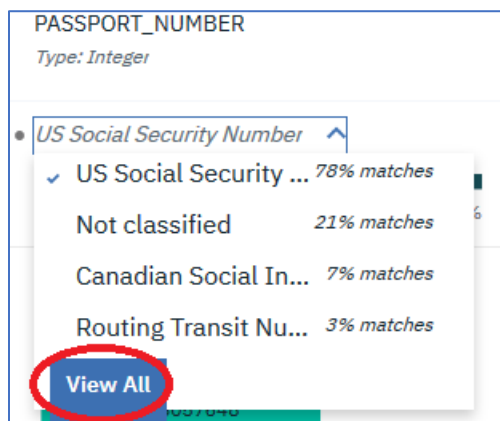 PASSPORT_NUMBER
Type: Integer
US Social Security Number
US Social Security ... 78% matches
Not classified 21% matches
Canadian Social In... 7% matches
Routing Transit Nu... 3% matches
View All